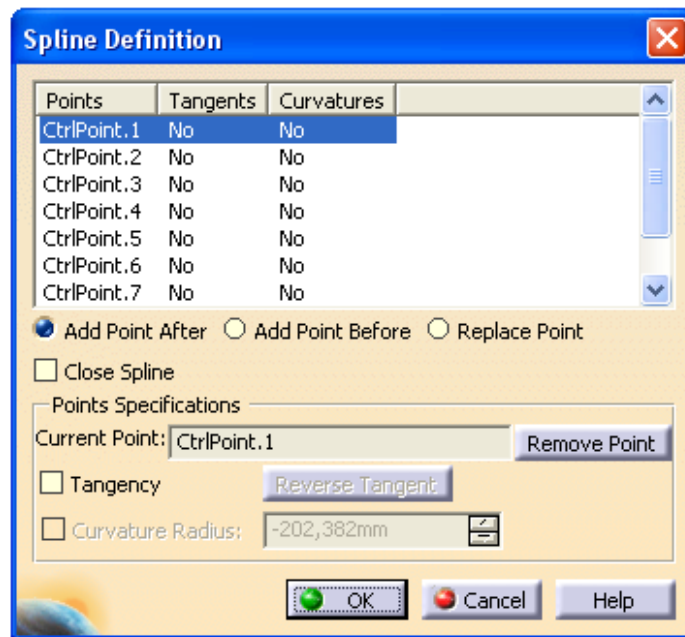 Spline Definition
Points Tangents Curvatures
CtrlPoint.1 No No
CtrlPoint.2 No No
CtrlPoint.3 No No
CtrlPoint.4 No No
CtrlPoint.5 No No
CtrlPoint.6 No No
CtrlPoint.7 No No
Add Point After Add Point Before Replace Point
Close Spline
Points Specifications
Current Point: CtrlPoint.1 Remove Point
Tangency Reverse Tangent
Curvature Radius: -202,382mm
OK Cancel Help